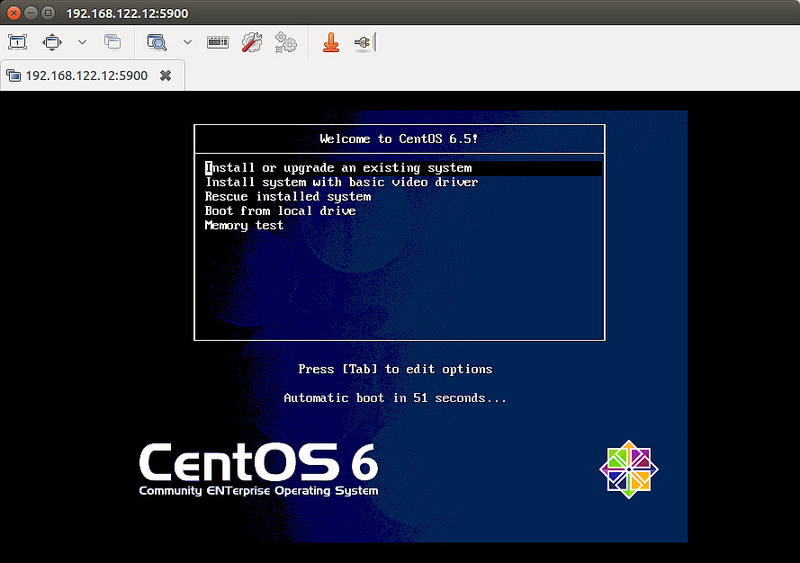 192.168.122.12:5900
192.168.122.12:5900
Welcome to CentOS 6.5!
Install or upgrade an existing system
Install system with basic video driver
Rescue installed system
Boot from local drive
Memory test
Press [Tab] to edit options
Automatic boot in 51 seconds...
CentOS 6
Community ENTerprise Operating System